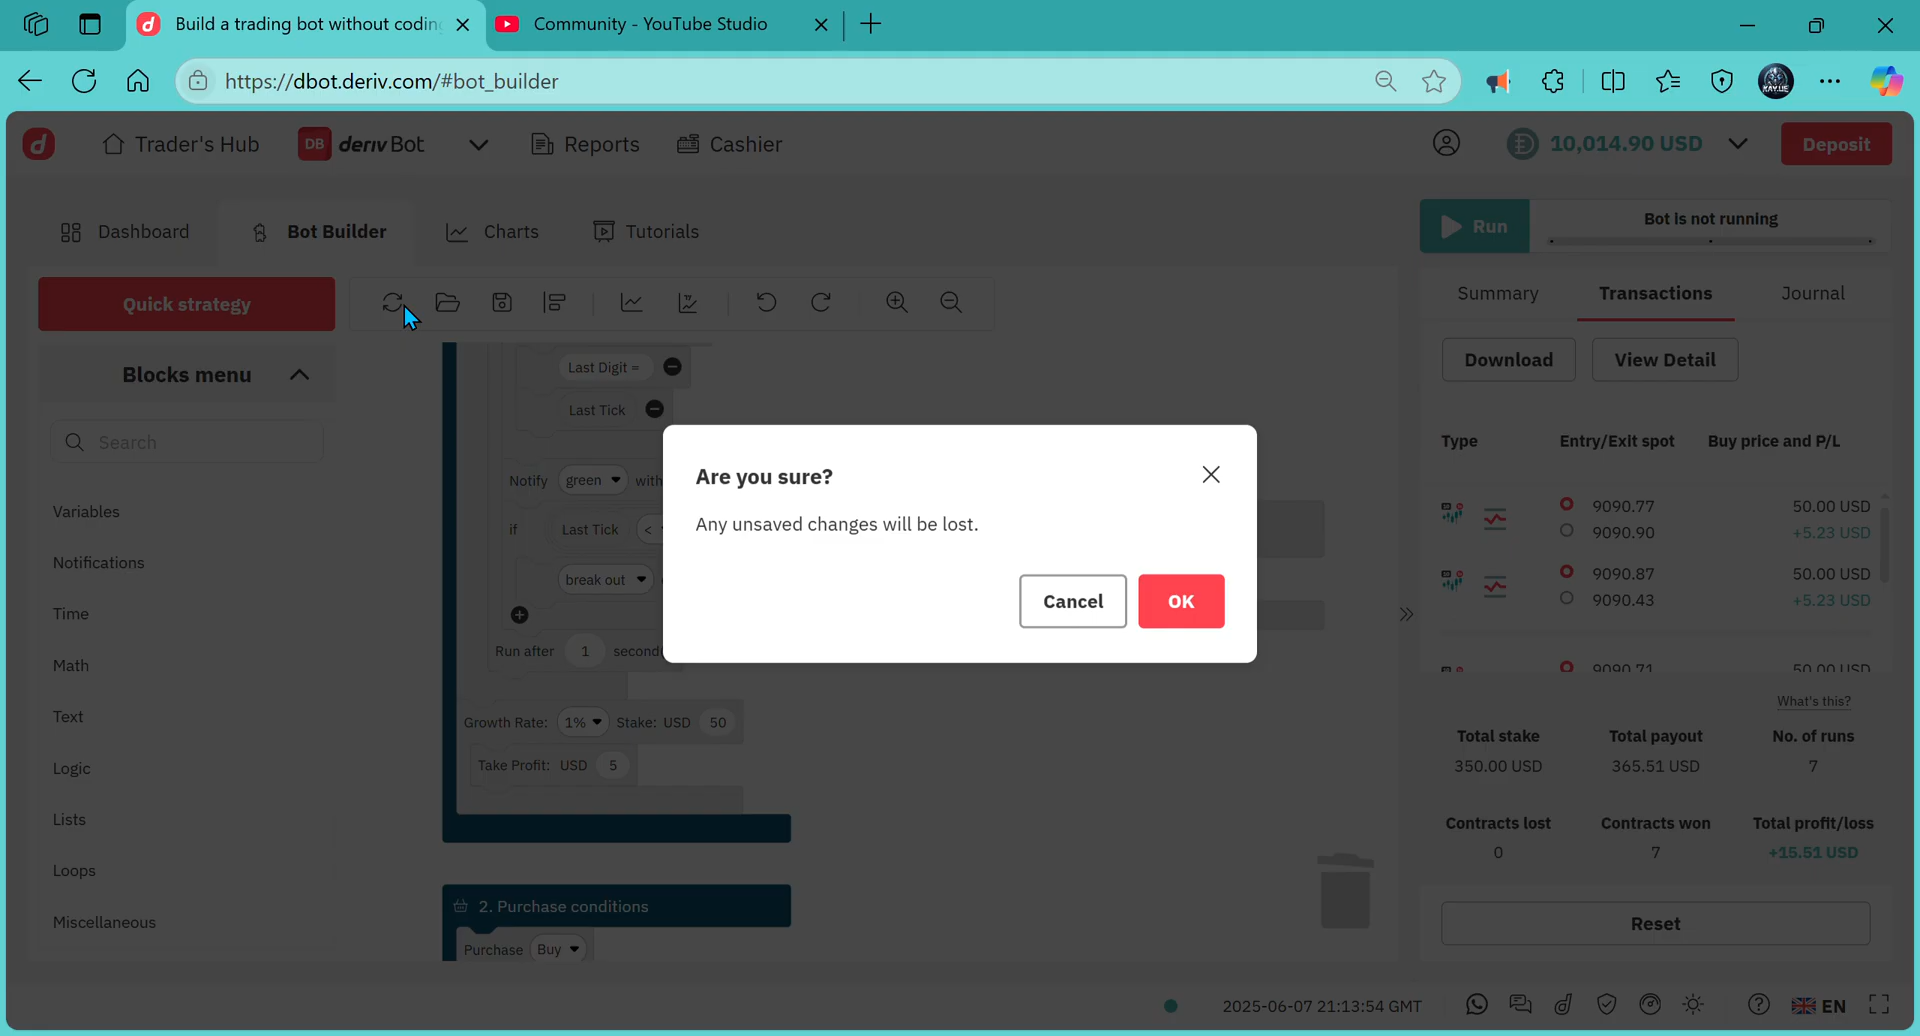 Build a trading bot without coding
Community - YouTube Studio
https://dbot.deriv.com/#bot_builder
Trader's Hub
DB
deriv Bot
Reports
Cashier
10,014.90 USD
Deposit
Dashboard
Bot Builder
Charts
Tutorials
Run
Bot is not running
Quick strategy
Summary
Transactions
Journal
Download
View Detail
Blocks menu
Search
Variables
Notifications
Time
Math
Text
Logic
Lists
Loops
Miscellaneous
Last Digit =
Last Tick
Notify green with
if Last Tick <
break out
Run after 1 second
Growth Rate: 1% Stake: USD 50
Take Profit: USD 5
2. Purchase conditions
Purchase Buy
Are you sure?
Any unsaved changes will be lost.
Cancel
OK
Type Entry/Exit spot Buy price and P/L
9090.77 50.00 USD
9090.90 +5.23 USD
9090.87 50.00 USD
9090.43 +5.23 USD
9090.71 50.00 USD
What's this?
Total stake Total payout No. of runs
350.00 USD 365.51 USD 7
Contracts lost Contracts won Total profit/loss
0 7 +15.51 USD
Reset
2025-06-07 21:13:54 GMT
EN